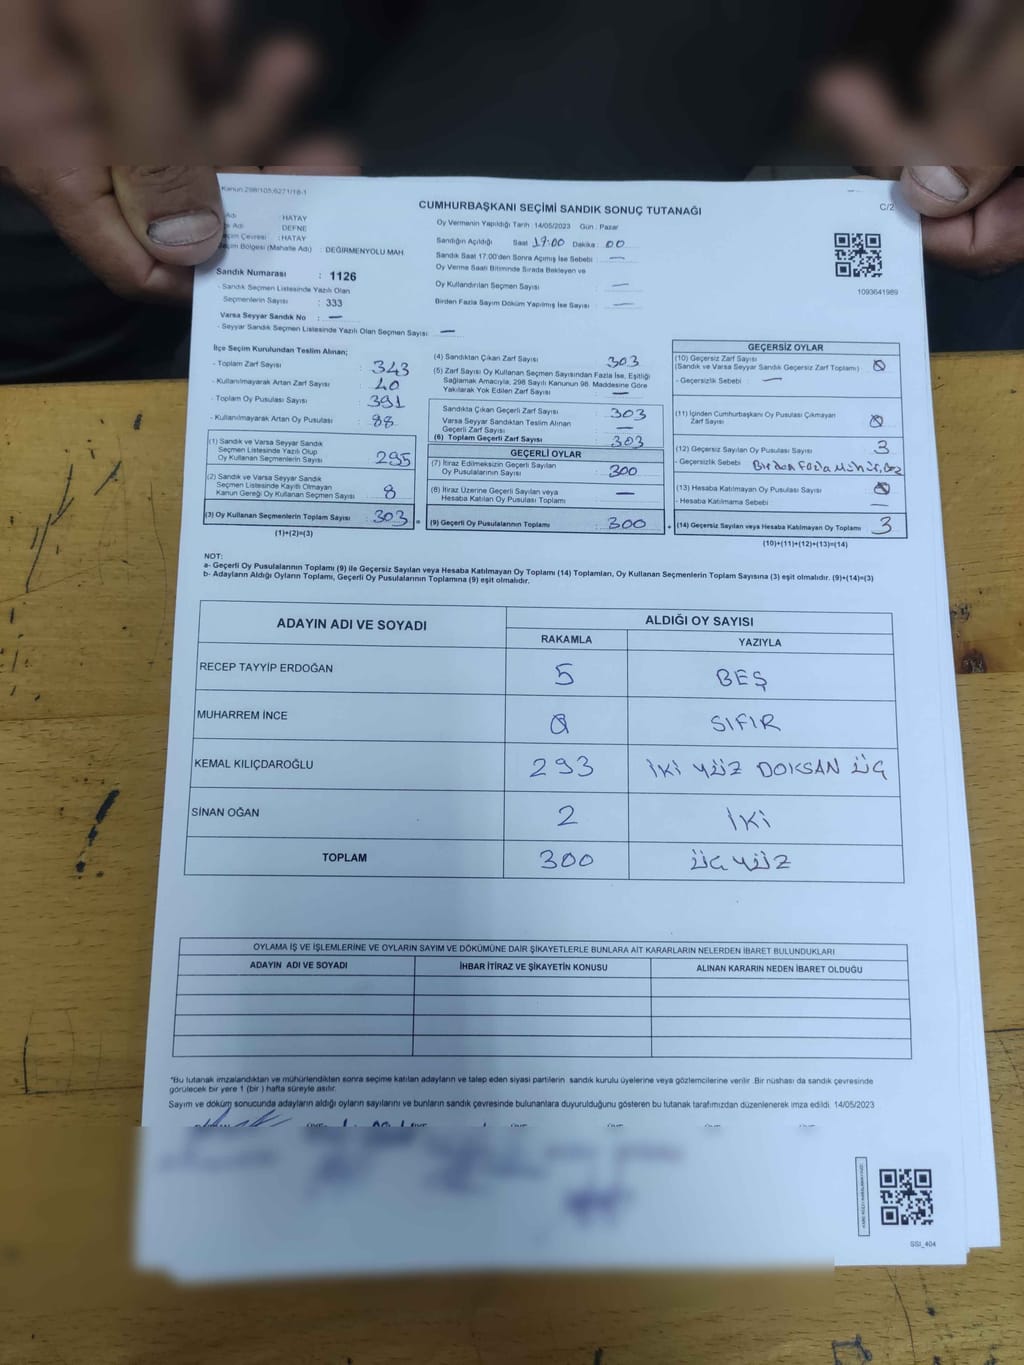 Kanun:298/105,6271/18-1
CUMHURBAŞKANI SEÇİMİ SANDIK SONUÇ TUTANAĞI
C/2
Adı : HATAY
Adı : DEFNE
Seçim Çevresi : HATAY
Seçim Bölgesi (Mahalle Adı) : DEĞİRMENYOLU MAH
Sandık Numarası : 1126
- Sandık Seçmen Listesinde Yazılı Olan
Seçmenlerin Sayısı : 333
Varsa Seyyar Sandık No : —
- Seyyar Sandık Seçmen Listesinde Yazılı Olan Seçmen Sayısı : —
Oy Vermenin Yapıldığı Tarih : 14/05/2023 Gün : Pazar
Sandığın Açıldığı Saat 17:00 Dakika : 00
Sandık Saat 17:00'den Sonra Açılmış İse Sebebi : —
Oy Verme Saati Bitiminde Sırada Bekleyen ve
Oy Kullandırılan Seçmen Sayısı : —
Birden Fazla Sayım Döküm Yapılmış İse Sayısı : —
1093641989
İlçe Seçim Kurulundan Teslim Alınan;
- Toplam Zarf Sayısı : 343
- Kullanılmayarak Artan Zarf Sayısı : 40
- Toplam Oy Pusulası Sayısı : 391
- Kullanılmayarak Artan Oy Pusulası : 88
(1) Sandık ve Varsa Seyyar Sandık
Seçmen Listesinde Yazılı Olup
Oy Kullanan Seçmenlerin Sayısı : 295
(2) Sandık ve Varsa Seyyar Sandık
Seçmen Listesinde Kayıtlı Olmayan
Kanun Gereği Oy Kullanan Seçmen Sayısı : 8
(3) Oy Kullanan Seçmenlerin Toplam Sayısı : 303
(1)+(2)=(3)
(4) Sandıktan Çıkan Zarf Sayısı : 303
(5) Zarf Sayısı Oy Kullanan Seçmen Sayısından Fazla İse, Eşitliği
Sağlamak Amacıyla, 298 Sayılı Kanunun 98. Maddesine Göre
Yakılarak Yok Edilen Zarf Sayısı : —
Sandıkta Çıkan Geçerli Zarf Sayısı : 303
Varsa Seyyar Sandıktan Teslim Alınan
Geçerli Zarf Sayısı : —
(6) Toplam Geçerli Zarf Sayısı : 303
GEÇERLİ OYLAR
(7) İtiraz Edilmeksizin Geçerli Sayılan
Oy Pusulalarının Sayısı : 300
(8) İtiraz Üzerine Geçerli Sayılan veya
Hesaba Katılan Oy Pusulası Toplamı : —
= (9) Geçerli Oy Pusulalarının Toplamı : 300
GEÇERSİZ OYLAR
(10) Geçersiz Zarf Sayısı
(Sandık ve Varsa Seyyar Sandık Geçersiz Zarf Toplamı) : 0
- Geçersizlik Sebebi : —
(11) İçinden Cumhurbaşkanı Oy Pusulası Çıkmayan
Zarf Sayısı : 0
(12) Geçersiz Sayılan Oy Pusulası Sayısı : 3
- Geçersizlik Sebebi : Birden Fazla Mühür,
(13) Hesaba Katılmayan Oy Pusulası Sayısı : 0
- Hesaba Katılmama Sebebi : —
+ (14) Geçersiz Sayılan veya Hesaba Katılmayan Oy Toplamı : 3
(10)+(11)+(12)+(13)=(14)
NOT:
a- Geçerli Oy Pusulalarının Toplamı (9) ile Geçersiz Sayılan veya Hesaba Katılmayan Oy Toplamı (14) Toplamları, Oy Kullanan Seçmenlerin Toplam Sayısına (3) eşit olmalıdır. (9)+(14)=(3)
b- Adayların Aldığı Oyların Toplamı, Geçerli Oy Pusulalarının Toplamına (9) eşit olmalıdır.
ADAYIN ADI VE SOYADI ALDIĞI OY SAYISI
RAKAMLA YAZIYLA
RECEP TAYYİP ERDOĞAN 5 BEŞ
MUHARREM İNCE 0 SIFIR
KEMAL KILIÇDAROĞLU 293 İKİ YÜZ DOKSAN ÜÇ
SİNAN OĞAN 2 İKİ
TOPLAM 300 ÜÇ YÜZ
OYLAMA İŞ VE İŞLEMLERİNE VE OYLARIN SAYIM VE DÖKÜMÜNE DAİR ŞİKAYETLERLE BUNLARA AİT KARARLARIN NELERDEN İBARET BULUNDUKLARI
ADAYIN ADI VE SOYADI İHBAR İTİRAZ VE ŞİKAYETİN KONUSU ALINAN KARARIN NEDEN İBARET OLDUĞU
*Bu tutanak imzalandıktan ve mühürlendikten sonra seçime katılan adayların ve talep eden siyasi partilerin sandık kurulu üyelerine veya gözlemcilerine verilir. Bir nüshası da sandık çevresinde
görülecek bir yere 1 (bir) hafta süreyle asılır.
Sayım ve döküm sonucunda adayların aldığı oyların sayılarını ve bunların sandık çevresinde bulunanlara duyurulduğunu gösteren bu tutanak tarafımızdan düzenlenerek imza edildi. 14/05/2023
SSI_404